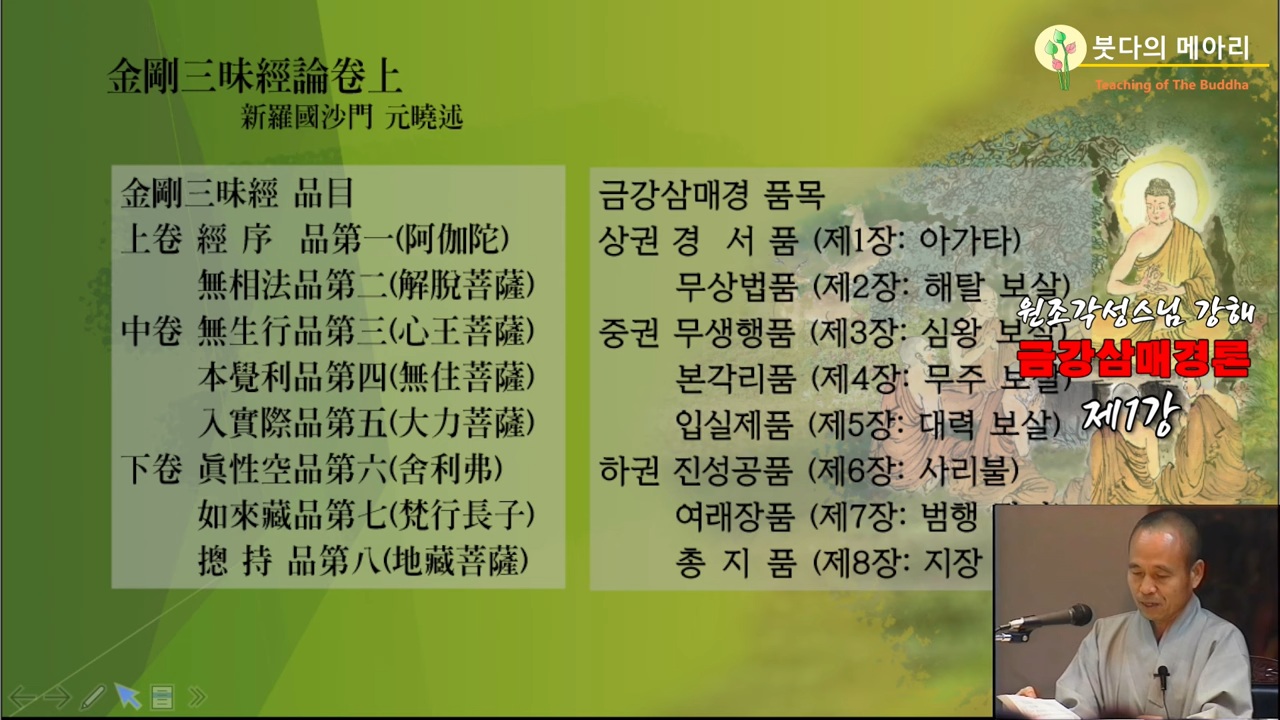 金剛三昧經論卷上
新羅國沙門 元曉述
金剛三昧經 品目
上卷 經 序 品第一(阿伽陀)
無相法品第二(解脫菩薩)
中卷 無生行品第三(心王菩薩)
本覺利品第四(無住菩薩)
入實際品第五(大力菩薩)
下卷 眞性空品第六(舍利弗)
如來藏品第七(梵行長子)
摠 持 品第八(地藏菩薩)
금강삼매경 품목
상권 경 서 품 (제1장: 아가타)
무상법품 (제2장: 해탈 보살)
중권 무생행품 (제3장: 심왕 보살)
본각리품 (제4장: 무주 보살)
입실제품 (제5장: 대력 보살)
하권 진성공품 (제6장: 사리불)
여래장품 (제7장: 범행
총 지 품 (제8장: 지장
붓다의 메아리
Teaching of The Buddha
원조각성스님 강해
금강삼매경론
제1강